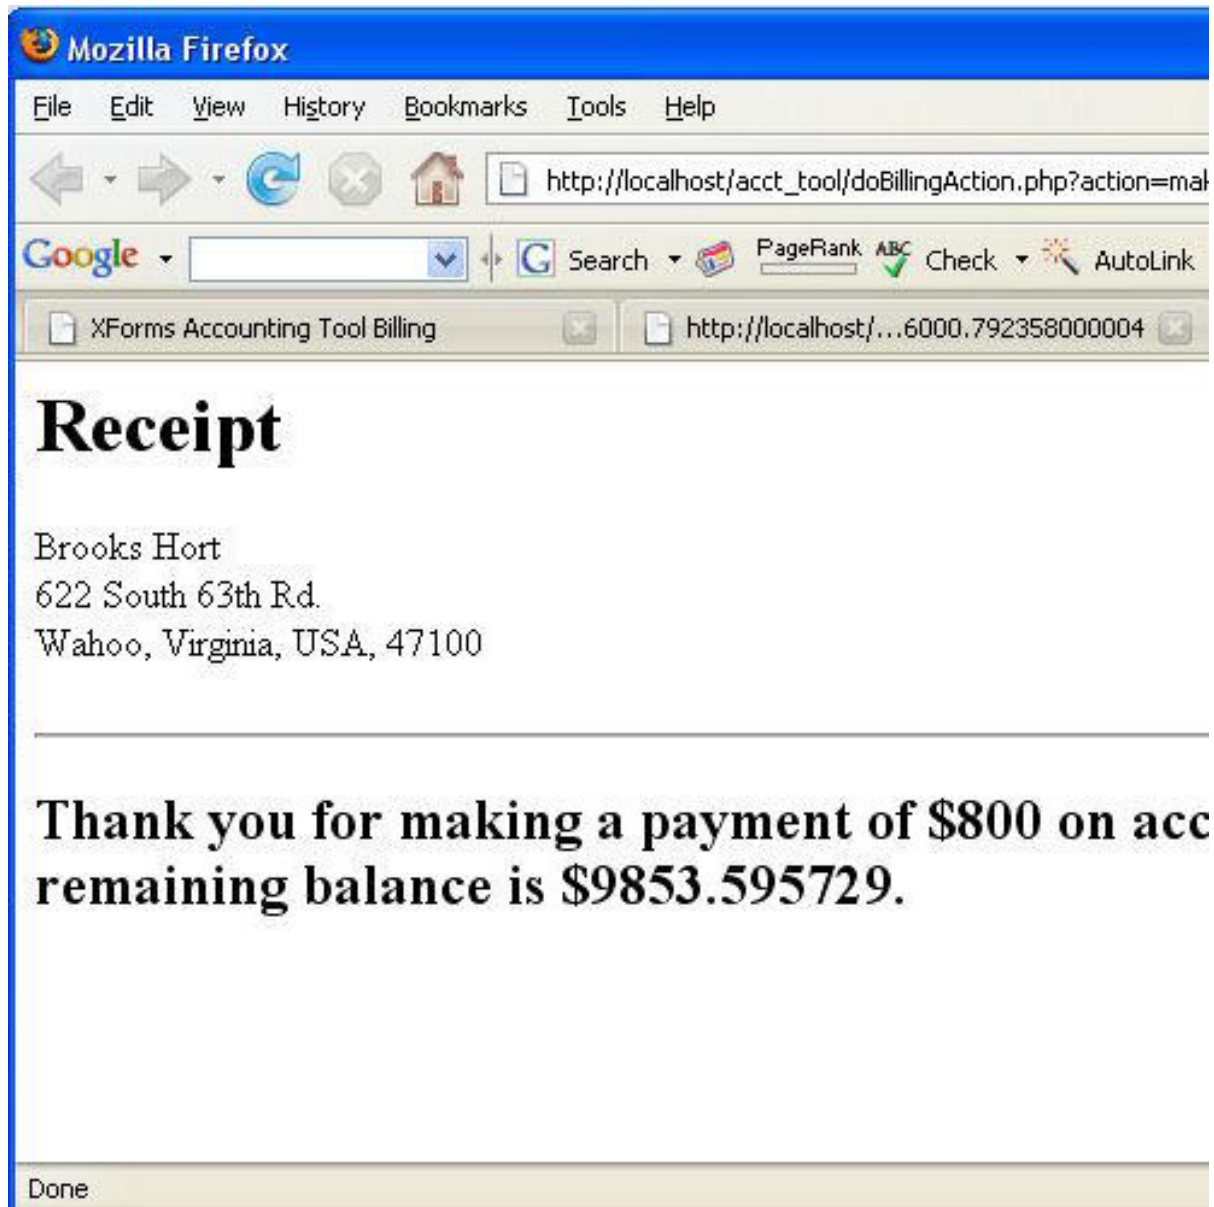 Mozilla Firefox
File Edit View History Bookmarks Tools Help
http://localhost/acct_tool/doBillingAction.php?action=mak
Google Search PageRank ABC Check AutoLink
XForms Accounting Tool Billing http://localhost/...6000.792358000004
Receipt
Brooks Hort
622 South 63th Rd.
Wahoo, Virginia, USA, 47100
Thank you for making a payment of $800 on acc
remaining balance is $9853.595729.
Done